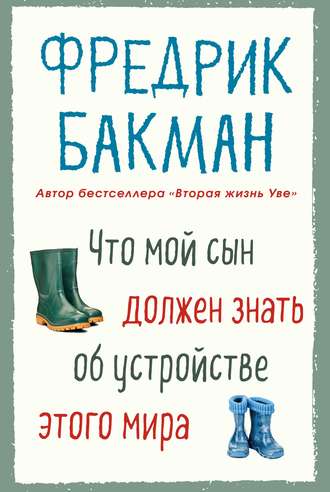 ФРЕДРИК
БАКМАН
Автор бестселлера «Вторая жизнь Уве»
Что мой сын
должен знать
об устройстве
этого мира